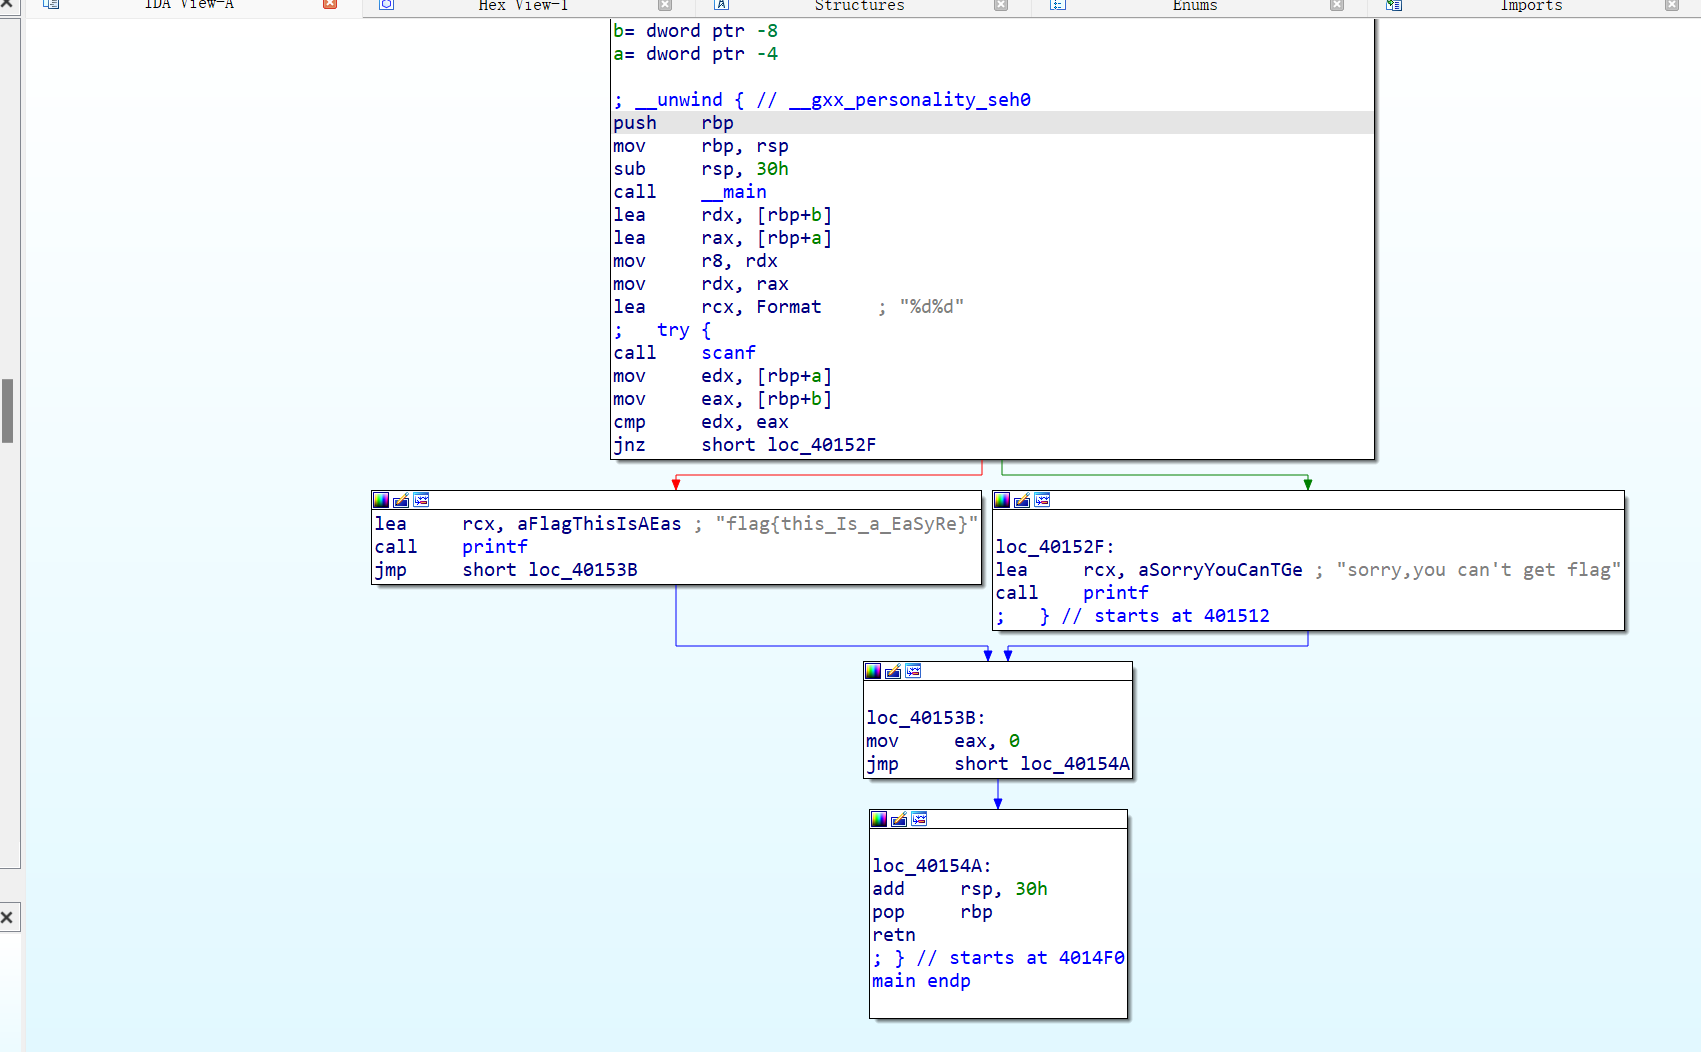 IDA View-A Hex View-1 Structures Enums Imports
b= dword ptr -8
a= dword ptr -4
; __unwind { // __gxx_personality_seh0
push rbp
mov rbp, rsp
sub rsp, 30h
call __main
lea rdx, [rbp+b]
lea rax, [rbp+a]
mov r8, rdx
mov rdx, rax
lea rcx, Format ; "%d%d"
; try {
call scanf
mov edx, [rbp+a]
mov eax, [rbp+b]
cmp edx, eax
jnz short loc_40152F
lea rcx, aFlagThisIsAEas ; "flag{this_Is_a_EaSyRe}"
call printf
jmp short loc_40153B
loc_40152F:
lea rcx, aSorryYouCanTGe ; "sorry,you can't get flag"
call printf
; } // starts at 401512
loc_40153B:
mov eax, 0
jmp short loc_40154A
loc_40154A:
add rsp, 30h
pop rbp
retn
; } // starts at 4014F0
main endp